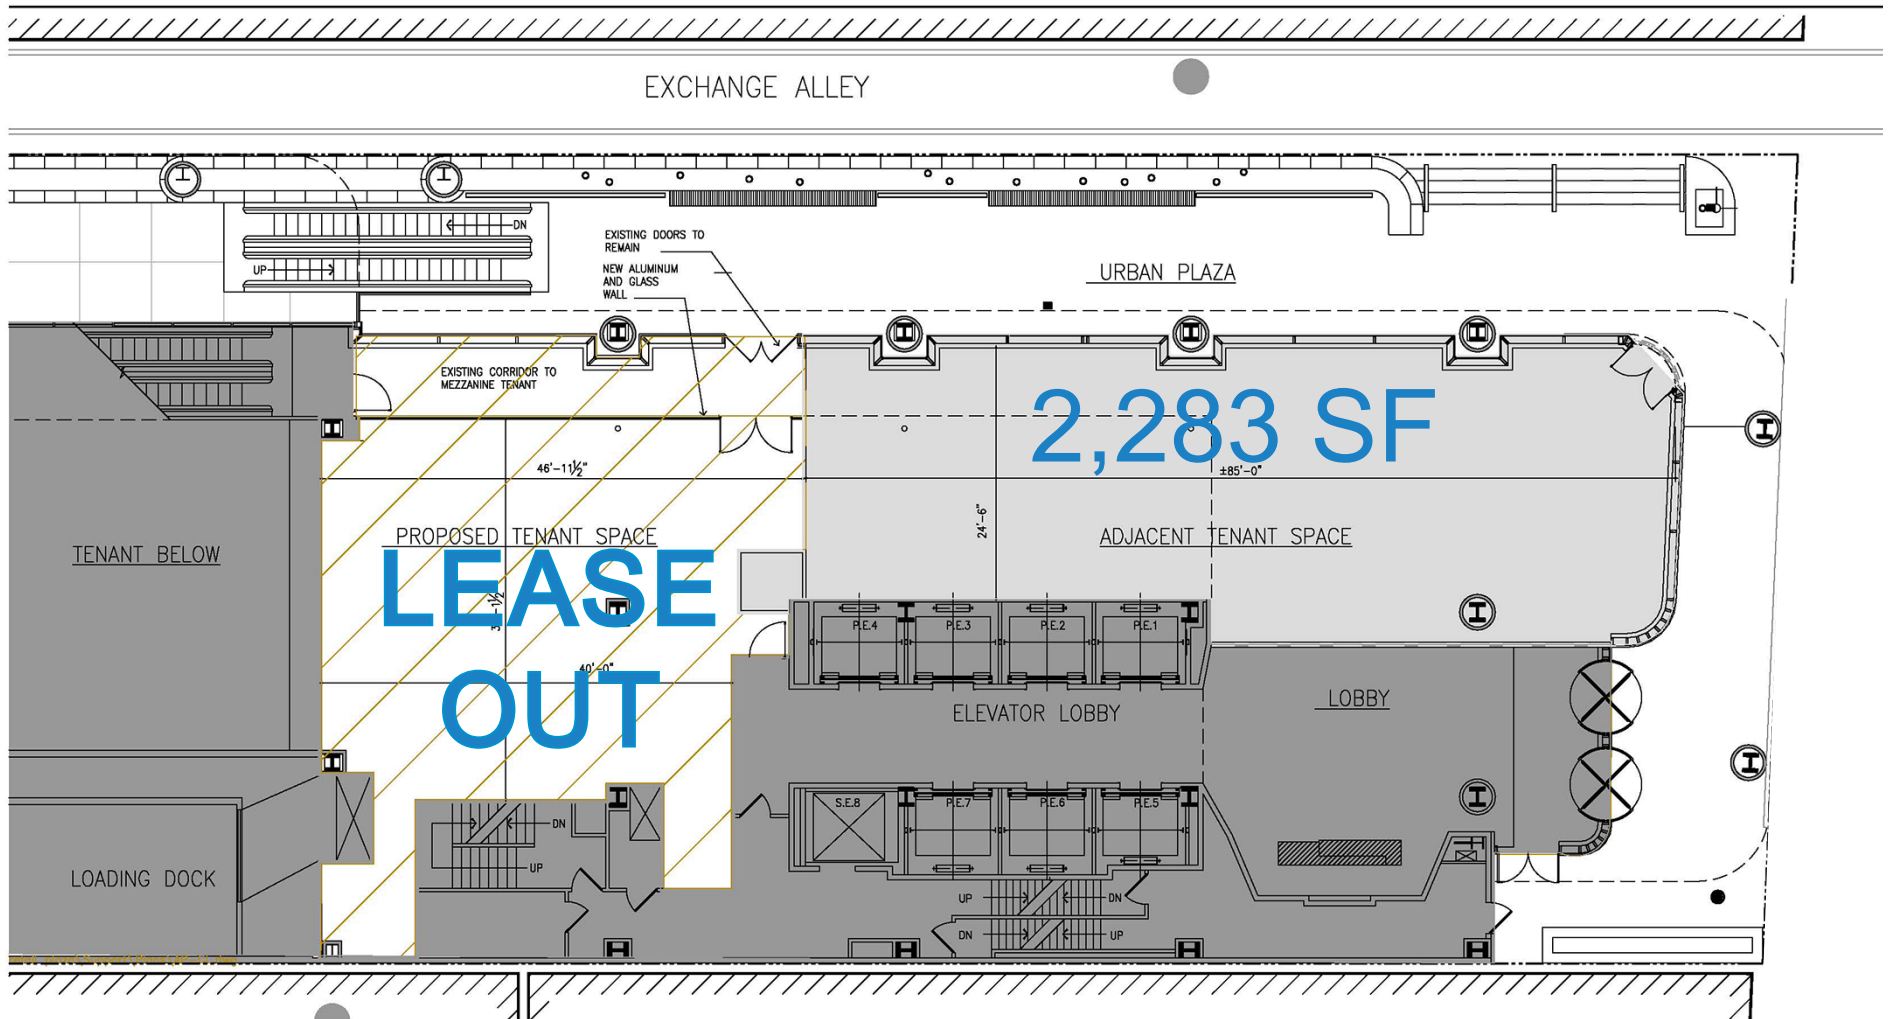 EXCHANGE ALLEY
DN
UP
EXISTING DOORS TO
REMAIN
NEW ALUMINUM
AND GLASS
WALL
URBAN PLAZA
EXISTING CORRIDOR TO
MEZZANINE TENANT
2,283 SF
46'-11½"
±85'-0"
24'-6"
PROPOSED TENANT SPACE
ADJACENT TENANT SPACE
TENANT BELOW
LEASE
OUT
40'-0"
P.E.4
P.E.3
P.E.2
P.E.1
ELEVATOR LOBBY
LOBBY
S.E.8
P.E.7
P.E.6
P.E.5
DN
UP
LOADING DOCK
UP
DN
DN
UP